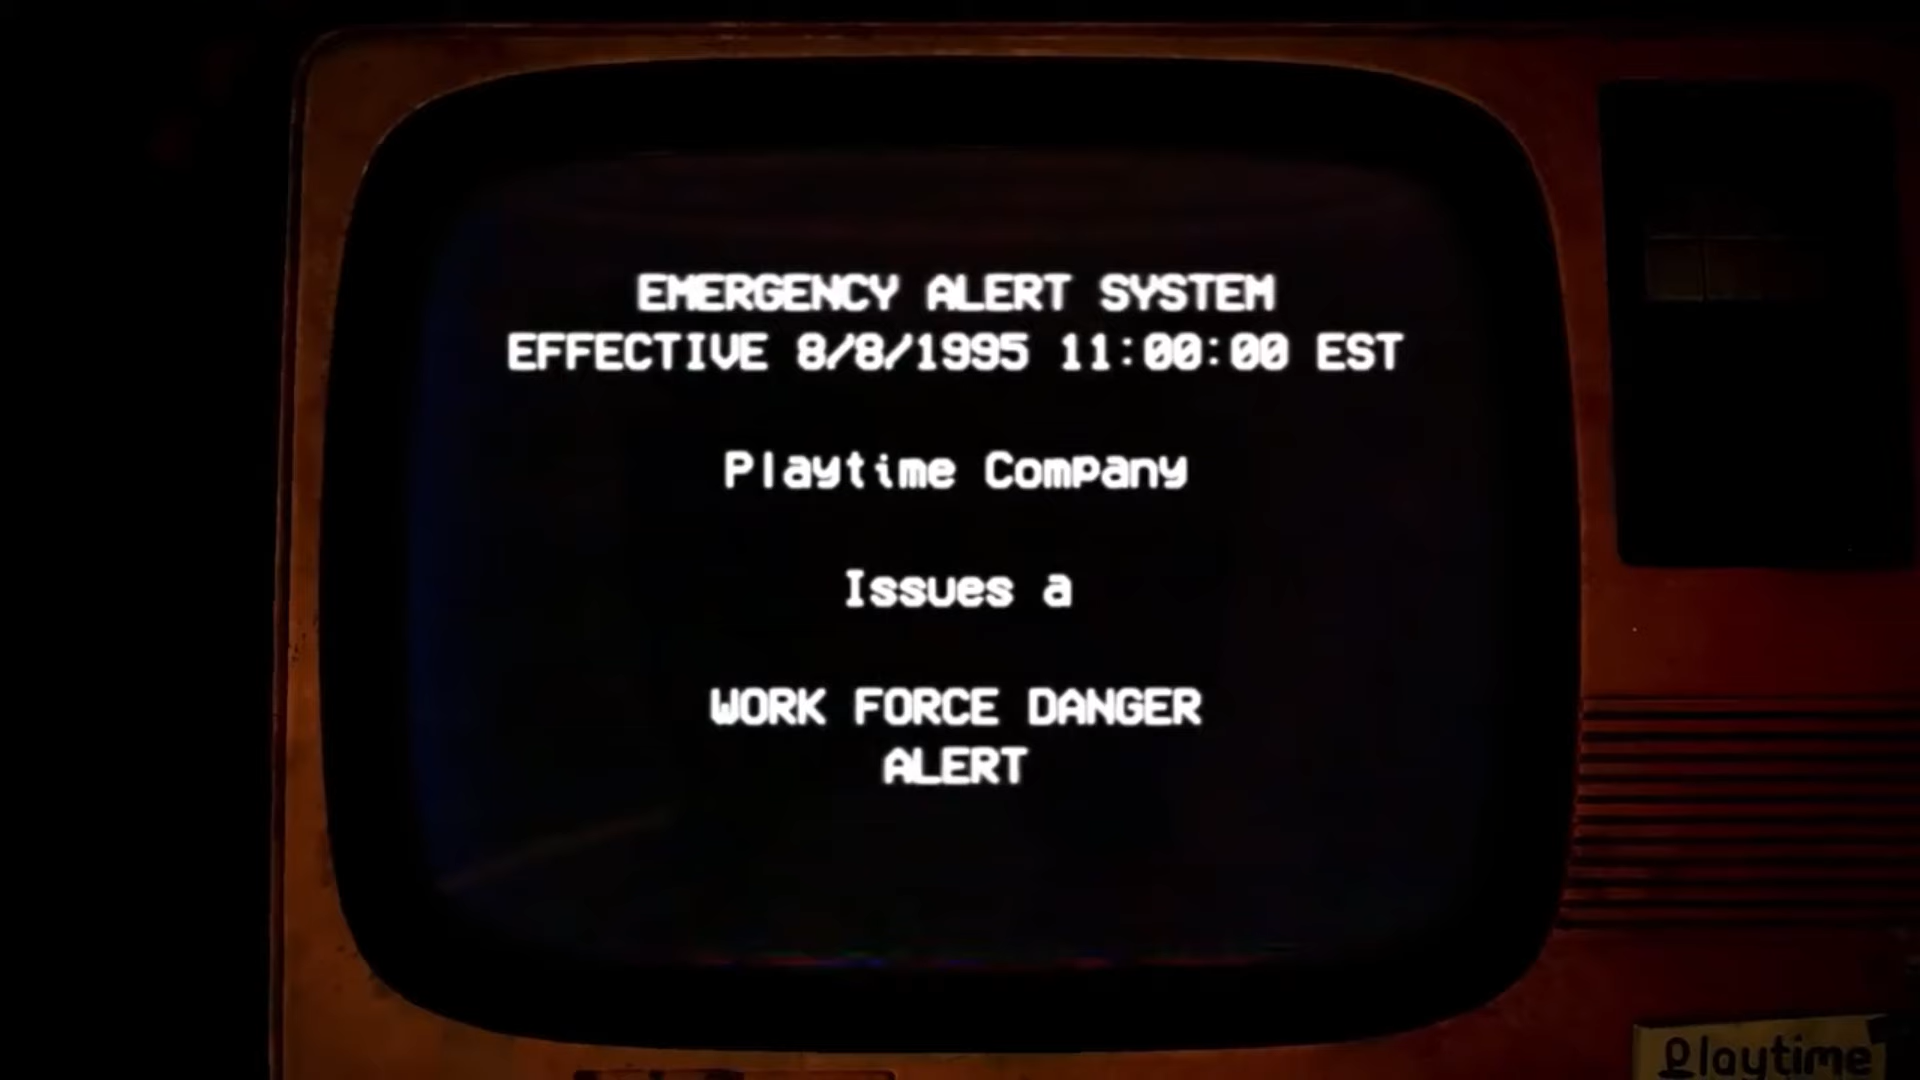 EMERGENCY ALERT SYSTEM
EFFECTIVE 8/8/1995 11:00:00 EST
Playtime Company
Issues a
WORK FORCE DANGER
ALERT
Playtime